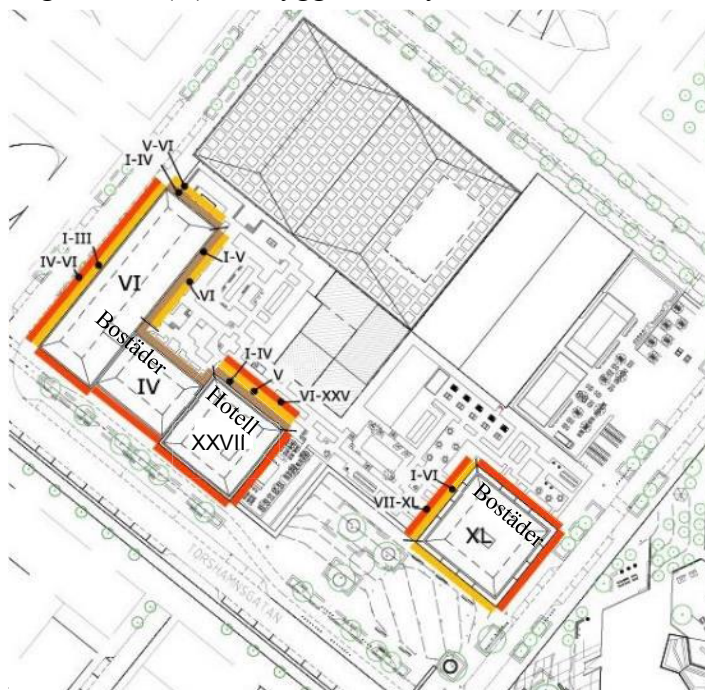 V-VI
I-IV
I-III
IV-VI
VI
I-V
VI
Bostäder
IV
I-IV
V
VI-XXV
Hotell
XXVII
I-VI
VII-XL
Bostäder
XL
ORSHAMNSGATAN